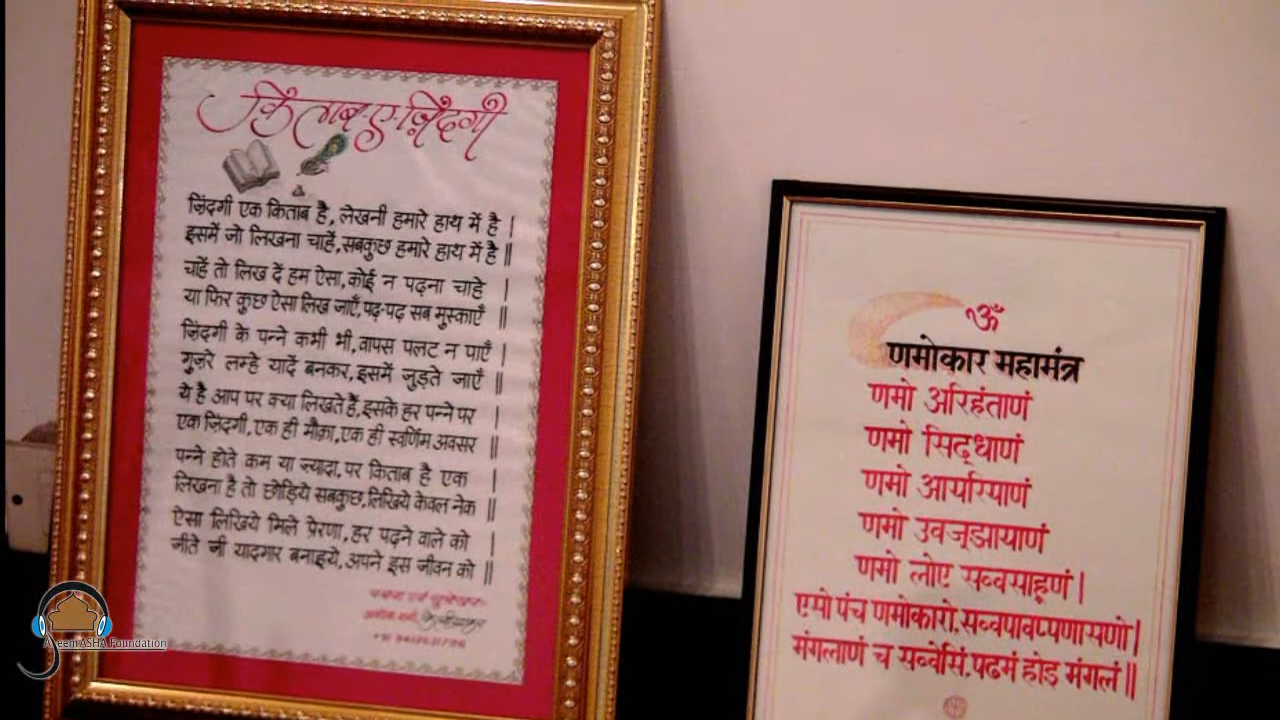 किताब-ए-ज़िंदगी
ज़िंदगी एक किताब है, लेखनी हमारे हाथ में है |
इसमें जो लिखना चाहें, सबकुछ हमारे हाथ में है ||
चाहें तो लिख दें हम ऐसा, कोई न पढ़ना चाहे |
या फिर कुछ ऐसा लिख जाएँ, पढ़-पढ़ सब मुस्काएँ ||
ज़िंदगी के पन्ने कभी भी, वापस पलट न पाएँ |
गुज़रे लम्हे यादें बनकर, इसमें जुड़ते जाएँ ||
ये है आप पर क्या लिखते हैं, इसके हर पन्ने पर
एक ज़िंदगी, एक ही मौक़ा, एक ही स्वर्णिम अवसर ||
पन्ने होते कम या ज्यादा, पर किताब है एक |
लिखना है तो छोड़िये सबकुछ, लिखिये केवल नेक ||
ऐसा लिखिये मिले प्रेरणा, हर पढ़ने वाले को |
जीते जी यादगार बनाइये, अपने इस जीवन को ||
ॐ
णमोकार महामंत्र
णमो अरिहंताणं
णमो सिद्धाणं
णमो आयरियाणं
णमो उवज्झायाणं
णमो लोए सव्वसाहूणं |
एसो पंच णमोकारो, सव्वपावप्पणासणो |
मंगलाणं च सव्वेसिं, पढमं होइ मंगलं ||
ASHA Foundation